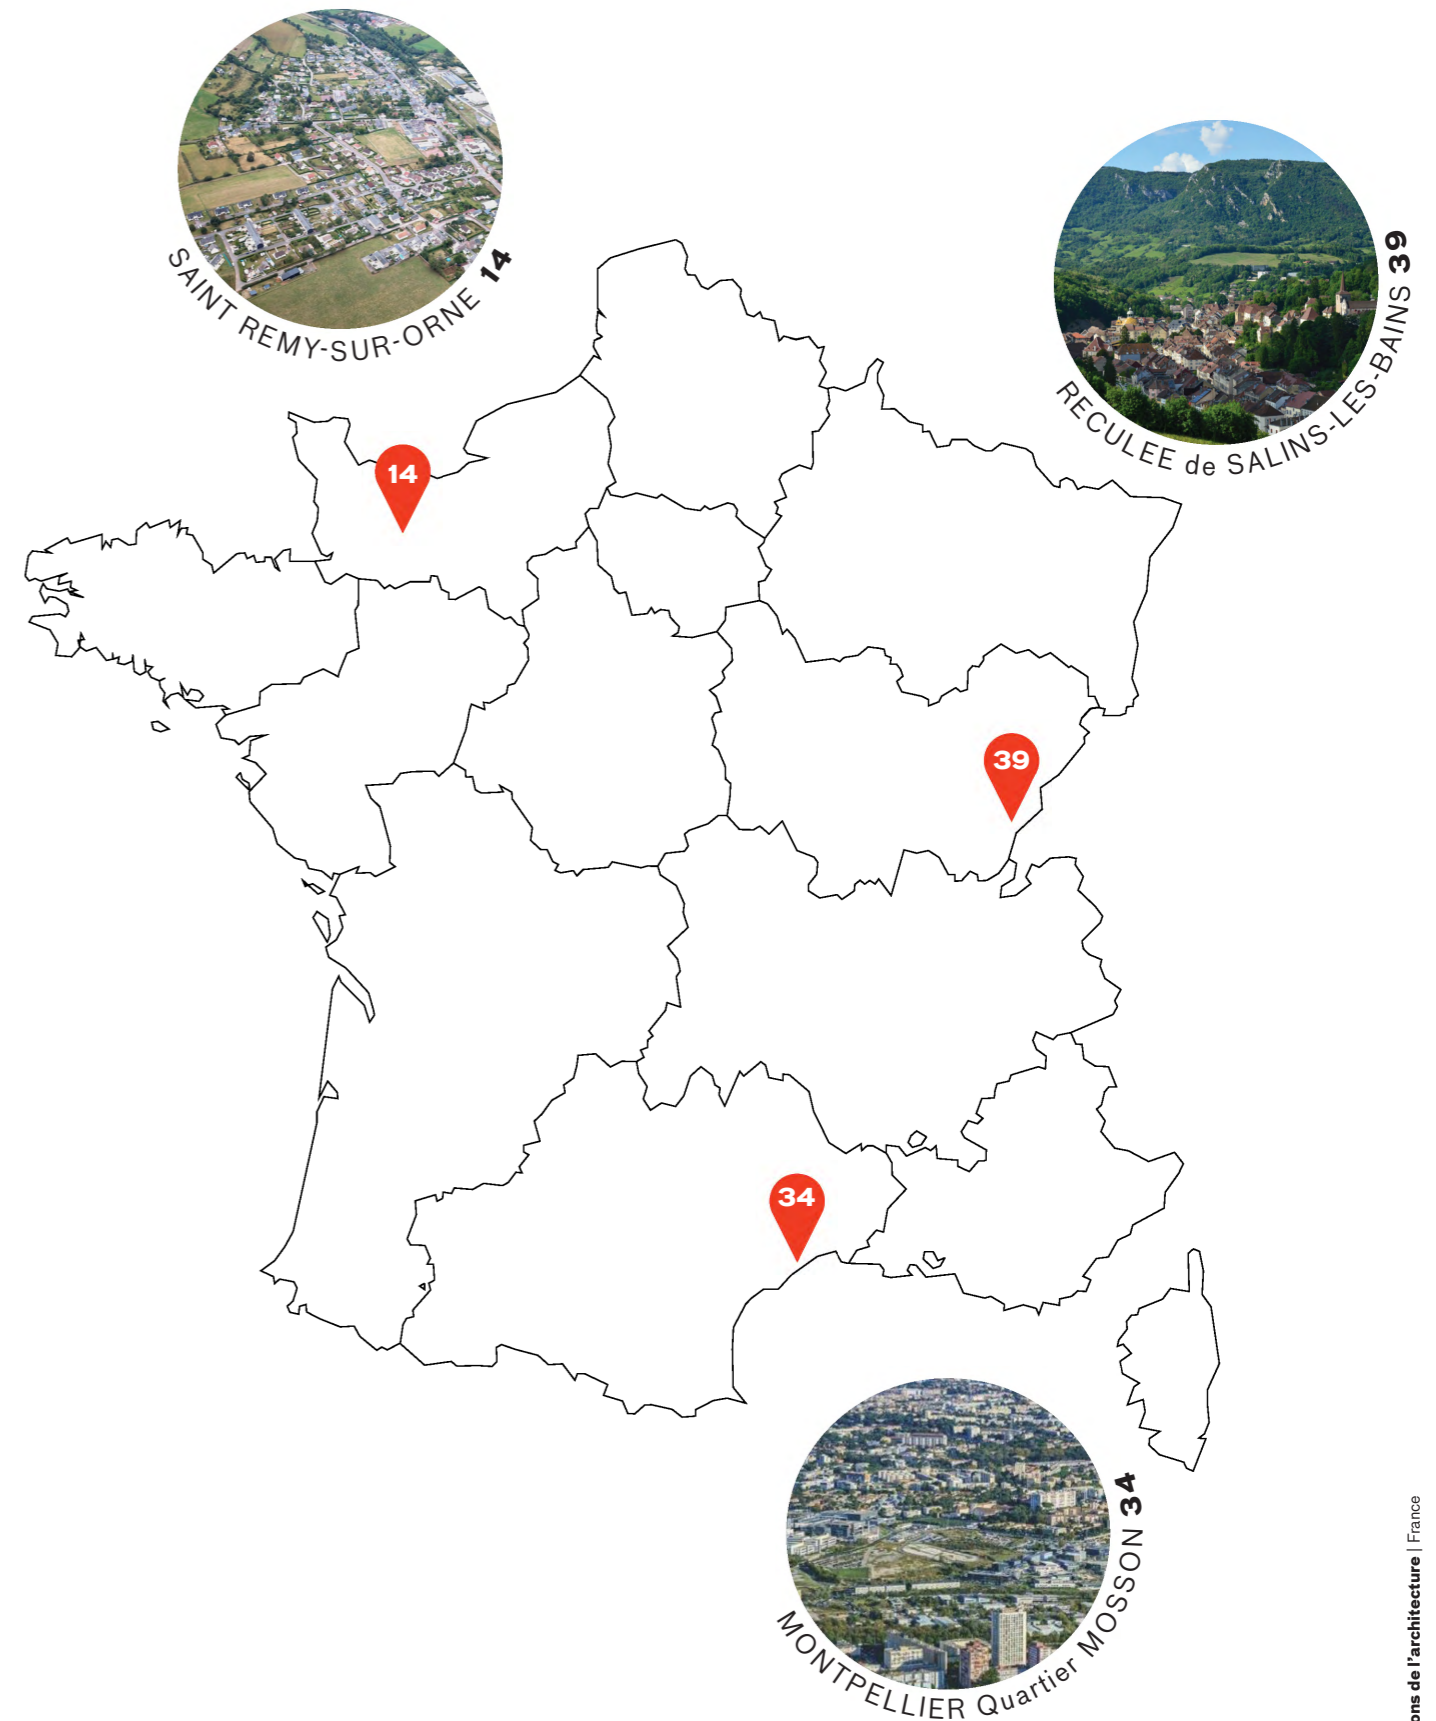 SAINT REMY-SUR-ORNE 14
RECULEE de SALINS-LES-BAINS 39
14
39
34
MONTPELLIER Quartier MOSSON 34
de l'architecture | France